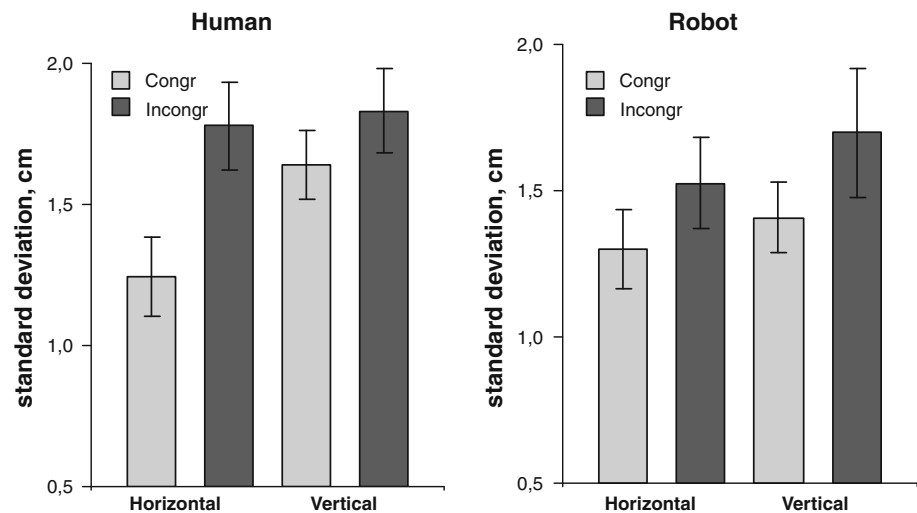 Human
2,0
Congr
Incongr
1,5
1,0
0,5
standard deviation, cm
Horizontal Vertical
Robot
2,0
Congr
Incongr
1,5
1,0
0,5
standard deviation, cm
Horizontal Vertical